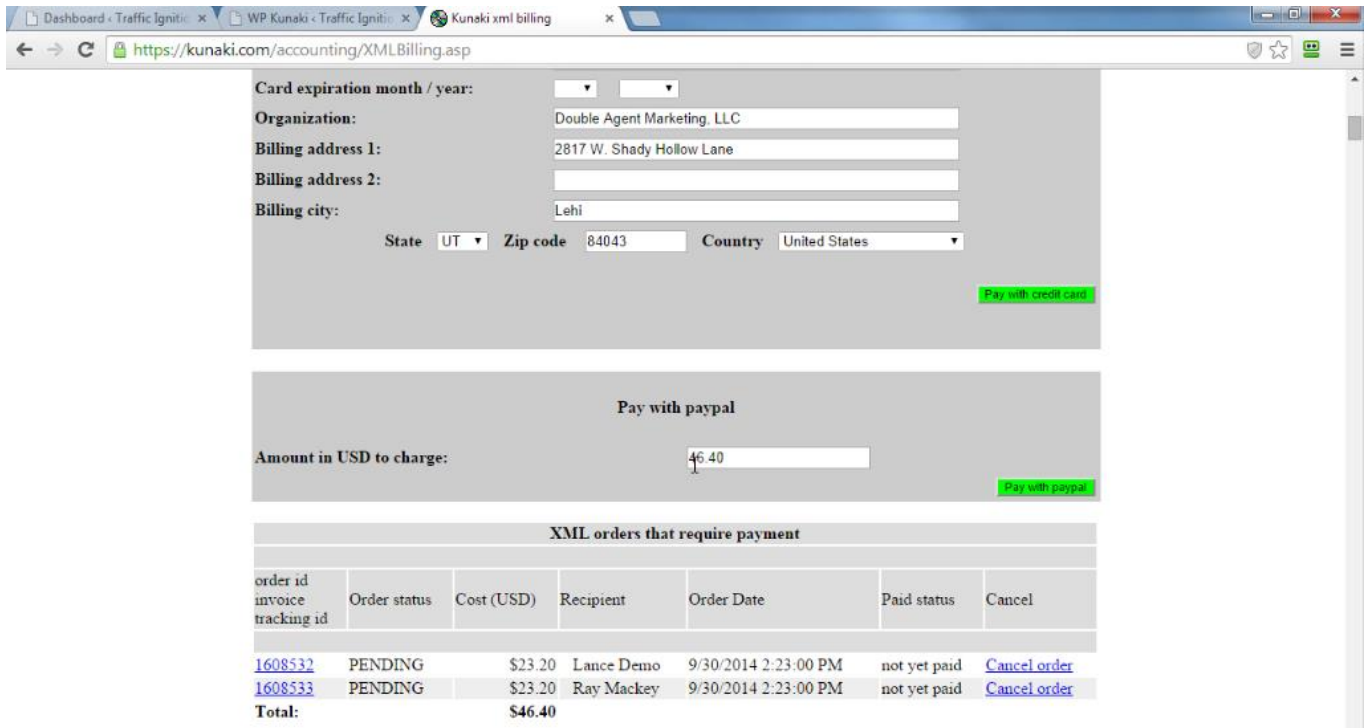 Dashboard ‹ Traffic Ignitio
WP Kunaki ‹ Traffic Ignitio
Kunaki xml billing
https://kunaki.com/accounting/XMLBilling.asp
Card expiration month / year:
Organization: Double Agent Marketing, LLC
Billing address 1: 2817 W. Shady Hollow Lane
Billing address 2:
Billing city: Lehi
State UT Zip code 84043 Country United States
Pay with credit card
Pay with paypal
Amount in USD to charge: 46.40
Pay with paypal
XML orders that require payment
order id
invoice
tracking id Order status Cost (USD) Recipient Order Date Paid status Cancel
1608532 PENDING $23.20 Lance Demo 9/30/2014 2:23:00 PM not yet paid Cancel order
1608533 PENDING $23.20 Ray Mackey 9/30/2014 2:23:00 PM not yet paid Cancel order
Total: $46.40